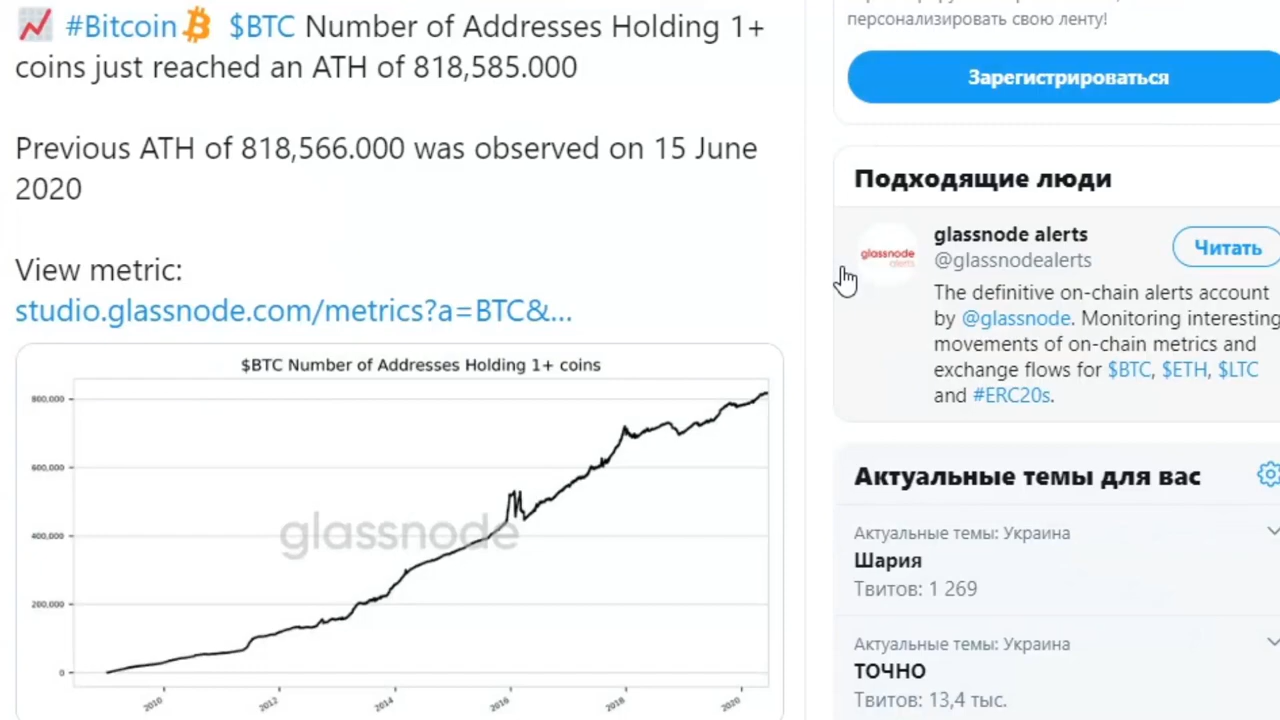 #Bitcoin $BTC Number of Addresses Holding 1+
coins just reached an ATH of 818,585.000
Previous ATH of 818,566.000 was observed on 15 June
2020
View metric:
studio.glassnode.com/metrics?a=BTC&...
$BTC Number of Addresses Holding 1+ coins
800,000
600,000
400,000
200,000
0
glassnode
2010
2012
2014
2016
2018
2020
персонализировать свою ленту!
Зарегистрироваться
Подходящие люди
glassnode alerts
@glassnodealerts
Читать
glassnode
alerts
The definitive on-chain alerts account
by @glassnode. Monitoring interesting
movements of on-chain metrics and
exchange flows for $BTC, $ETH, $LTC
and #ERC20s.
Актуальные темы для вас
Актуальные темы: Украина
Шария
Твитов: 1 269
Актуальные темы: Украина
ТОЧНО
Твитов: 13,4 тыс.